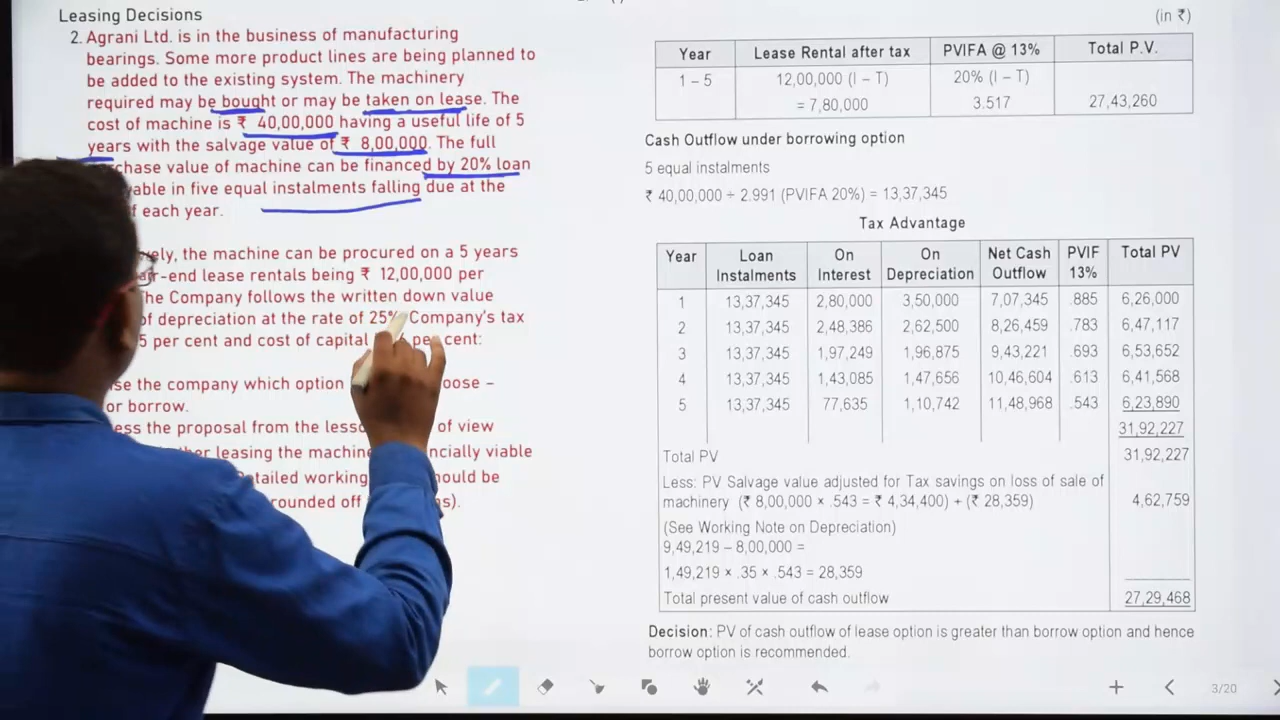 Leasing Decisions
2. Agrani Ltd. is in the business of manufacturing
bearings. Some more product lines are being planned to
be added to the existing system. The machinery
required may be bought or may be taken on lease. The
cost of machine is ₹ 40,00,000 having a useful life of 5
years with the salvage value of ₹ 8,00,000. The full
value of machine can be financed by 20% loan
in five equal instalments falling due at the
of each year.
the machine can be procured on a 5 years
lease rentals being ₹ 12,00,000 per
The Company follows the written down value
of depreciation at the rate of 25% Company's tax
per cent and cost of capital cent:
the company which option
or borrow.
the proposal from the of view
leasing the machine viable
working be
rounded off
(in ₹)
Year Lease Rental after tax PVIFA @ 13% Total P.V.
1 – 5 12,00,000 (I – T) 20% (I – T)
= 7,80,000 3.517 27,43,260
Cash Outflow under borrowing option
5 equal instalments
₹ 40,00,000 ÷ 2.991 (PVIFA 20%) = 13,37,345
Tax Advantage
Year Loan Instalments On Interest On Depreciation Net Cash Outflow PVIF 13% Total PV
1 13,37,345 2,80,000 3,50,000 7,07,345 .885 6,26,000
2 13,37,345 2,48,386 2,62,500 8,26,459 .783 6,47,117
3 13,37,345 1,97,249 1,96,875 9,43,221 .693 6,53,652
4 13,37,345 1,43,085 1,47,656 10,46,604 .613 6,41,568
5 13,37,345 77,635 1,10,742 11,48,968 .543 6,23,890
31,92,227
Total PV 31,92,227
Less: PV Salvage value adjusted for Tax savings on loss of sale of
machinery (₹ 8,00,000 × .543 = ₹ 4,34,400) + (₹ 28,359) 4,62,759
(See Working Note on Depreciation)
9,49,219 – 8,00,000 =
1,49,219 × .35 × .543 = 28,359
Total present value of cash outflow 27,29,468
Decision: PV of cash outflow of lease option is greater than borrow option and hence
borrow option is recommended.
3/20